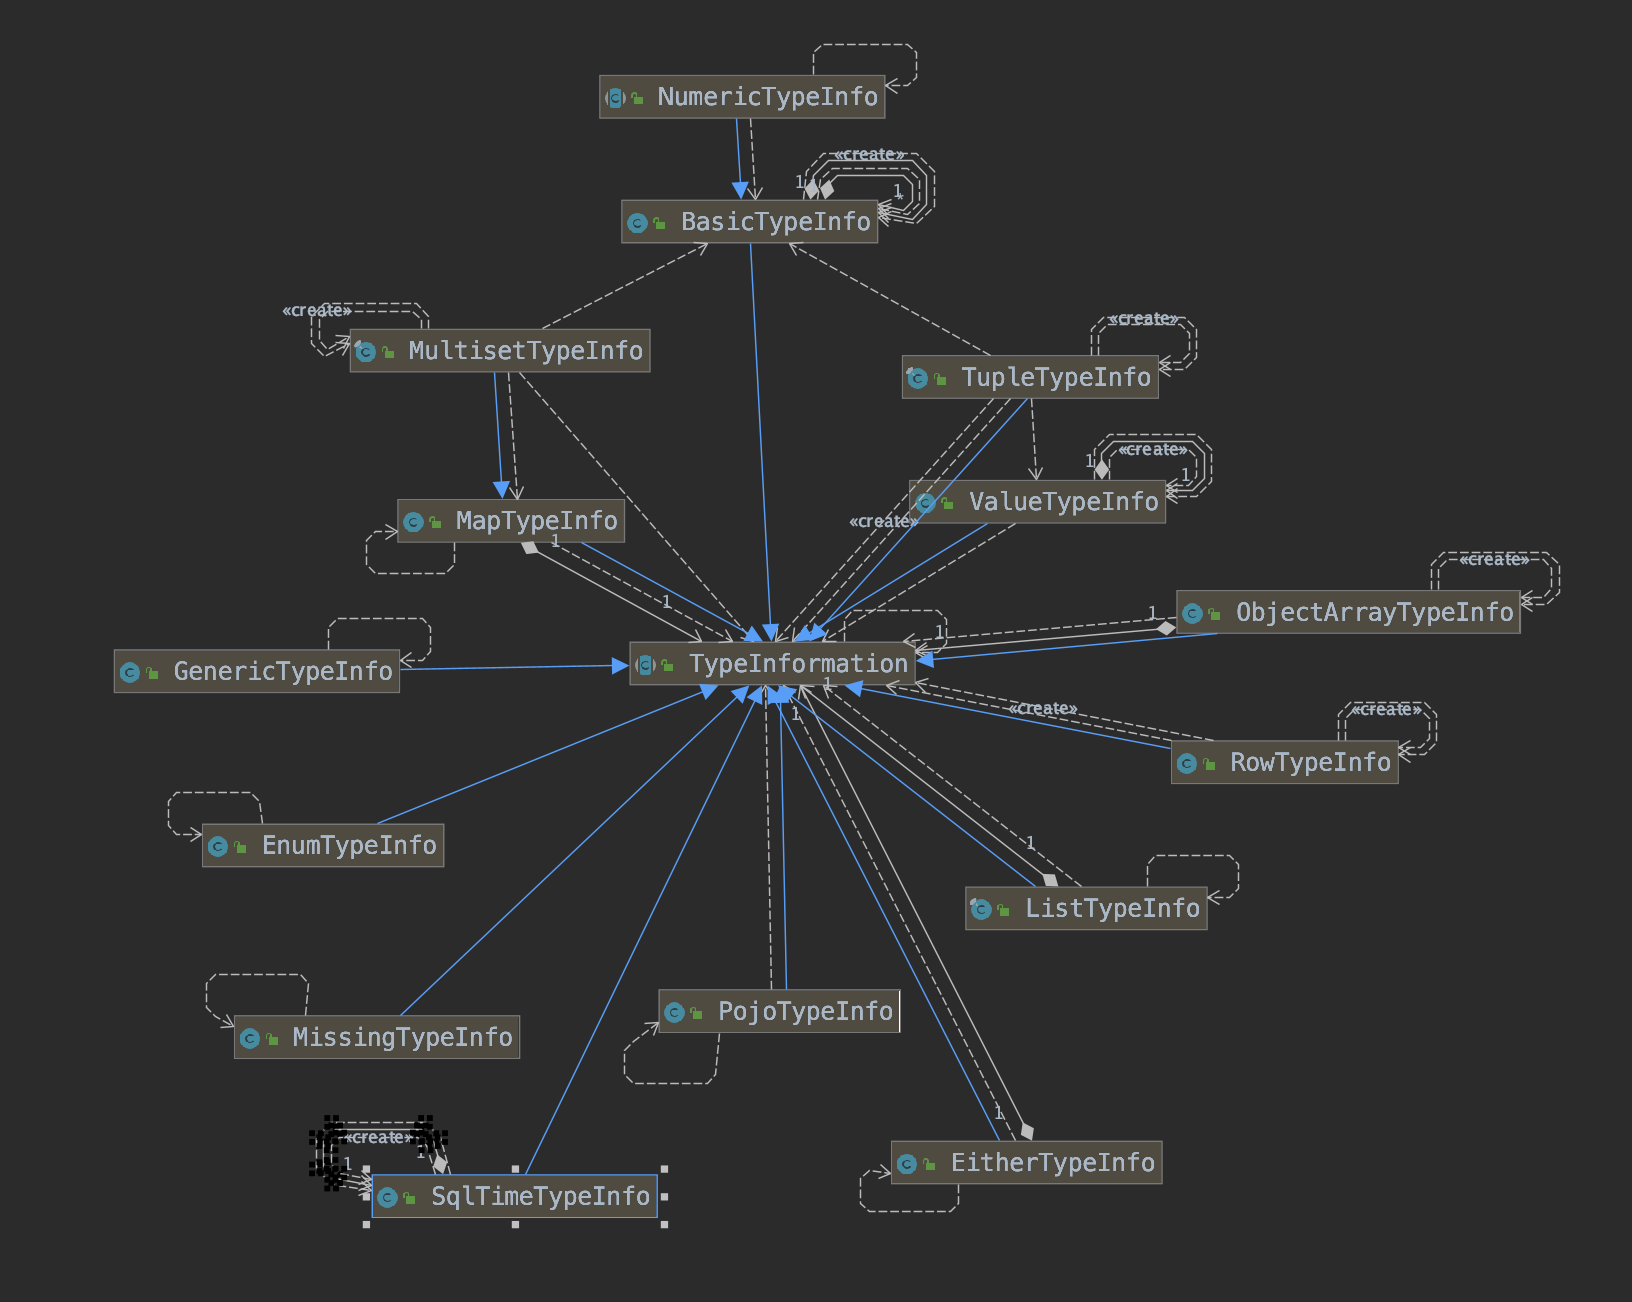 NumericTypeInfo
«create»
1
1
*
BasicTypeInfo
«create»
MultisetTypeInfo
«create»
TupleTypeInfo
«create»
1
1
ValueTypeInfo
«create»
MapTypeInfo
1
1
«create»
1
ObjectArrayTypeInfo
1
TypeInformation
GenericTypeInfo
1
1
«create»
«create»
RowTypeInfo
EnumTypeInfo
1
ListTypeInfo
PojoTypeInfo
MissingTypeInfo
1
«create»
1
1
EitherTypeInfo
SqlTimeTypeInfo